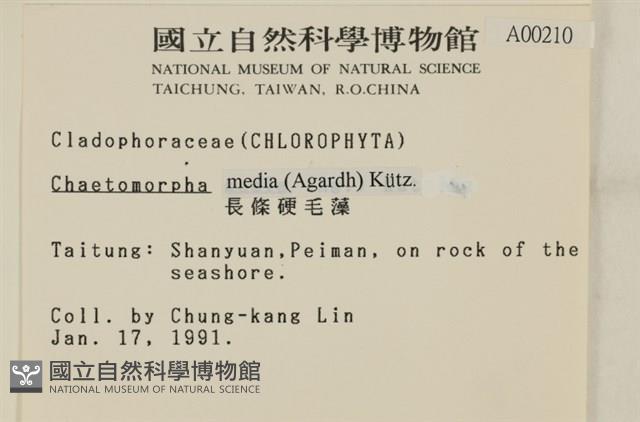 國立自然科學博物館
A00210
NATIONAL MUSEUM OF NATURAL SCIENCE
TAICHUNG, TAIWAN, R.O.CHINA
Cladophoraceae(CHLOROPHYTA)
Chaetomorpha media (Agardh) Kütz.
長條硬毛藻
Taitung: Shanyuan,Peiman, on rock of the
seashore.
Coll. by Chung-kang Lin
Jan. 17, 1991.
國立自然科學博物館
NATIONAL MUSEUM OF NATURAL SCIENCE